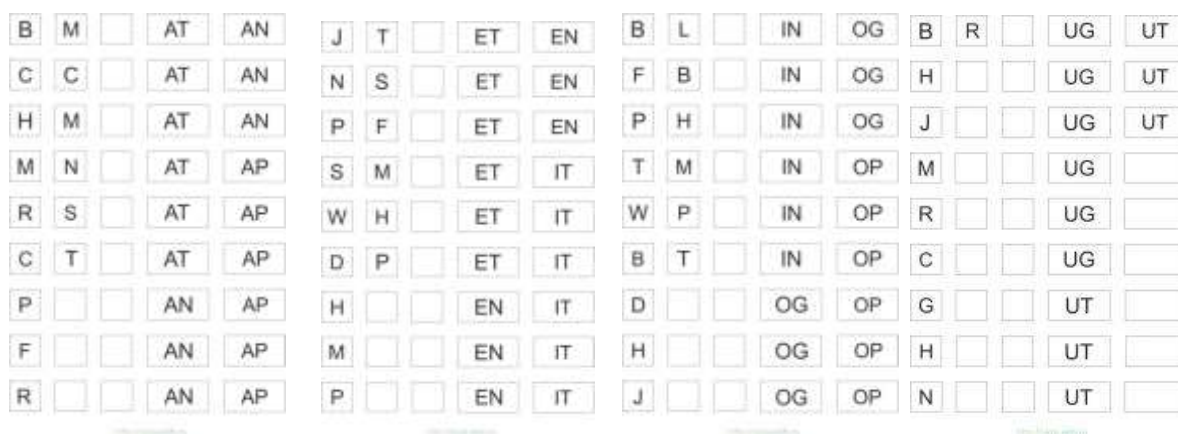 B M AT AN
C C AT AN
H M AT AN
M N AT AP
R S AT AP
C T AT AP
P AN AP
F AN AP
R AN AP
J T ET EN
N S ET EN
P F ET EN
S M ET IT
W H ET IT
D P ET IT
H EN IT
M EN IT
P EN IT
B L IN OG
F B IN OG
P H IN OG
T M IN OP
W P IN OP
B T IN OP
D OG OP
H OG OP
J OG OP
B R UG UT
H UG UT
J UG UT
M UG
R UG
C UG
G UT
H UT
N UT